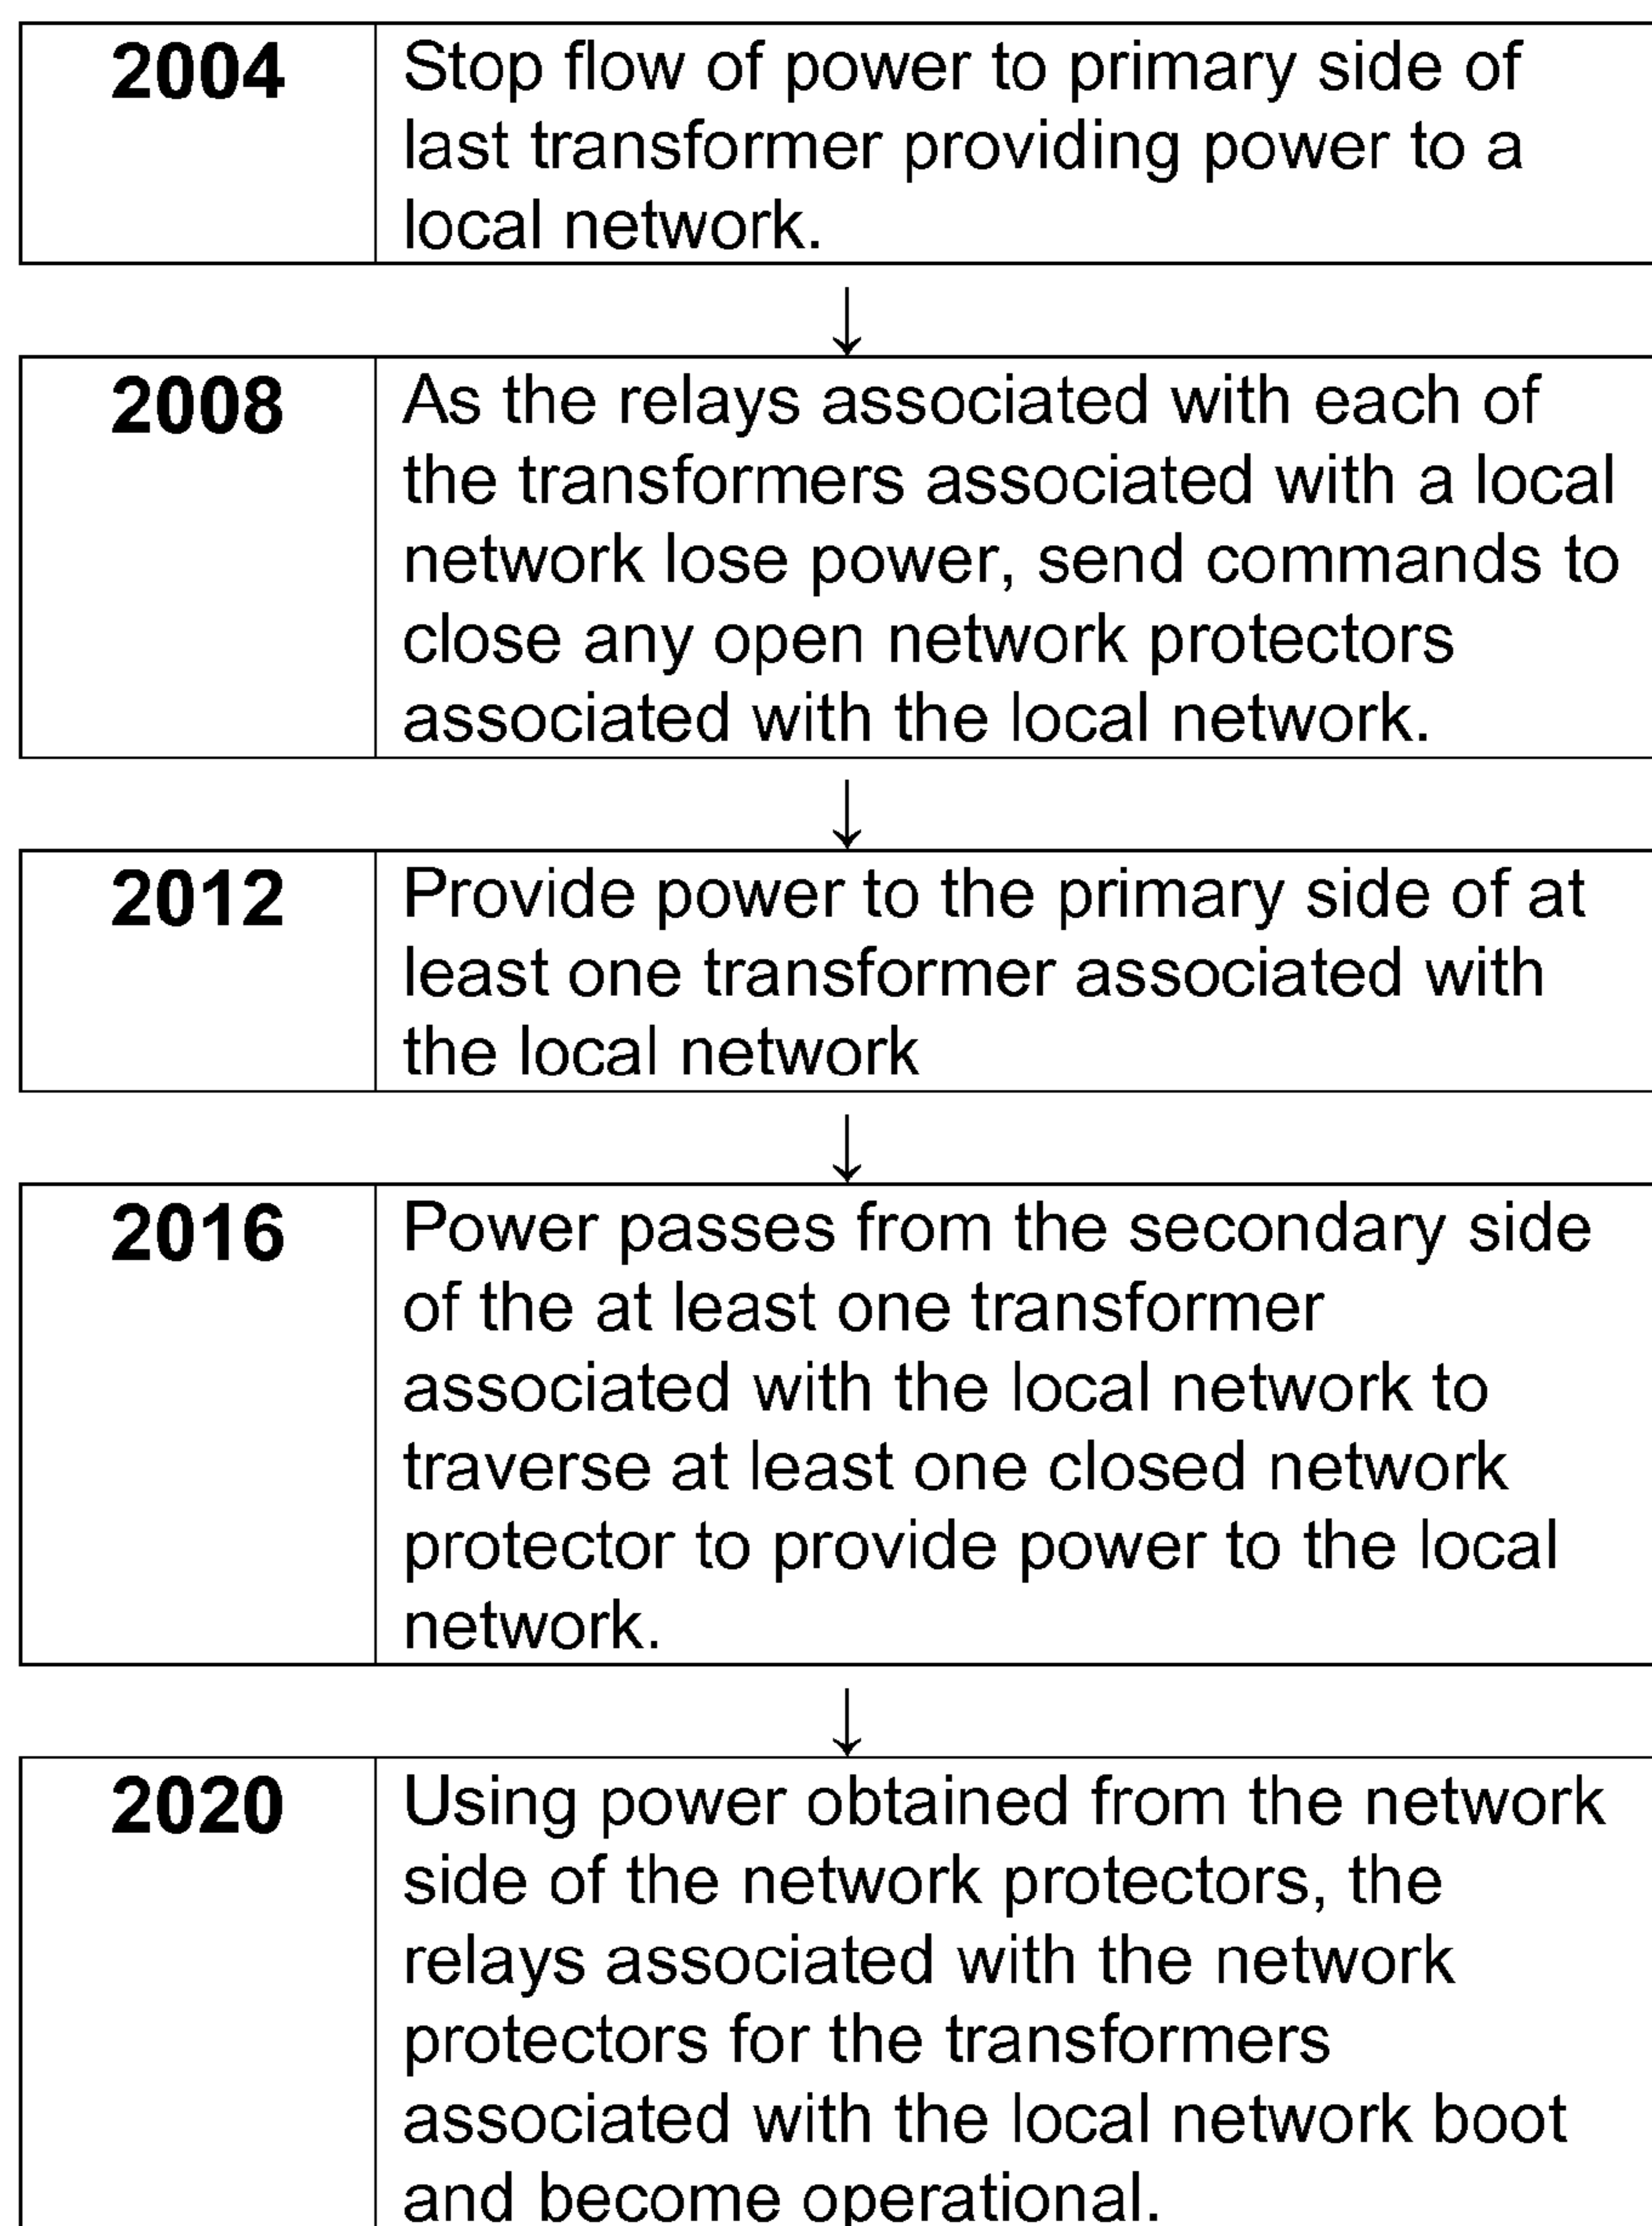 2004 Stop flow of power to primary side of
last transformer providing power to a
local network.
↓
2008 As the relays associated with each of
the transformers associated with a local
network lose power, send commands to
close any open network protectors
associated with the local network.
↓
2012 Provide power to the primary side of at
least one transformer associated with
the local network
↓
2016 Power passes from the secondary side
of the at least one transformer
associated with the local network to
traverse at least one closed network
protector to provide power to the local
network.
↓
2020 Using power obtained from the network
side of the network protectors, the
relays associated with the network
protectors for the transformers
associated with the local network boot
and become operational.